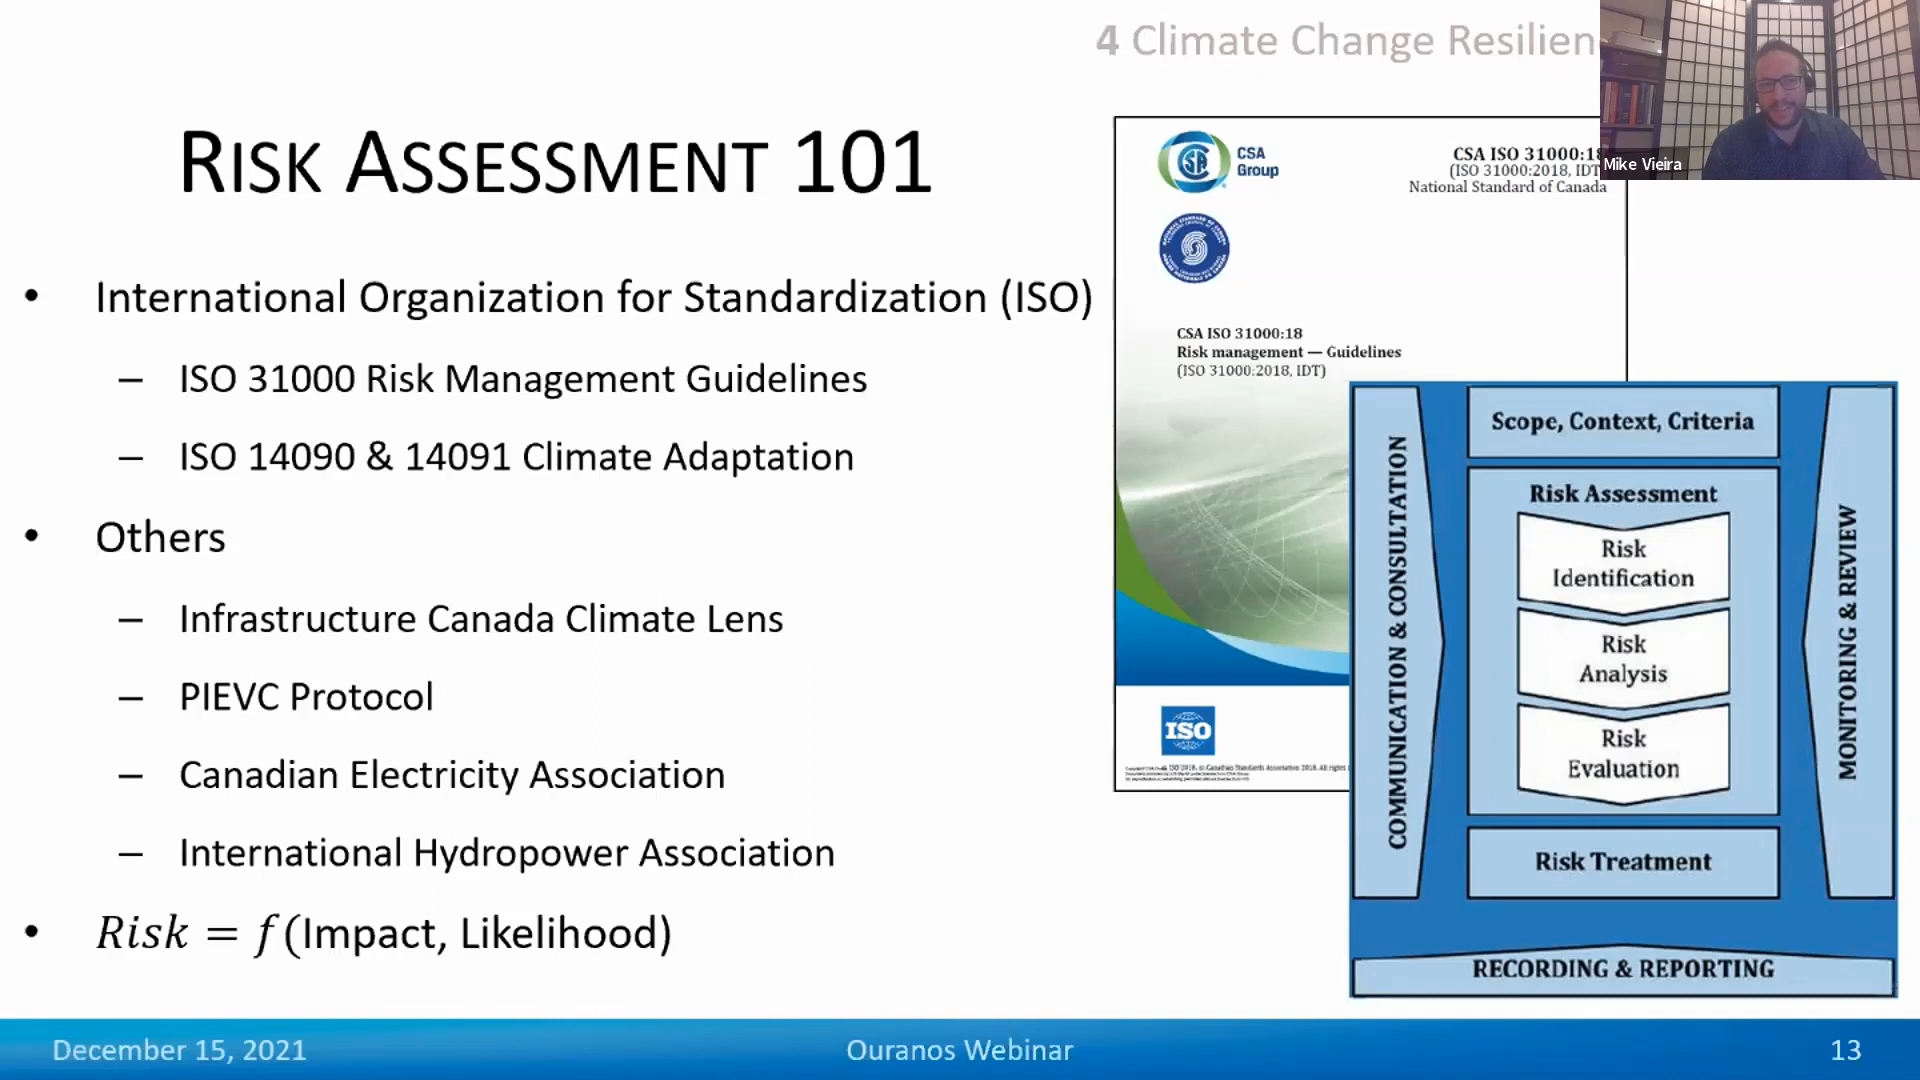 4 Climate Change Resilien
Mike Vieira
RISK ASSESSMENT 101
• International Organization for Standardization (ISO)
– ISO 31000 Risk Management Guidelines
– ISO 14090 & 14091 Climate Adaptation
• Others
– Infrastructure Canada Climate Lens
– PIEVC Protocol
– Canadian Electricity Association
– International Hydropower Association
• Risk = f(Impact, Likelihood)
CSA
Group
CSA ISO 31000:18
(ISO 31000:2018, IDT
National Standard of Canada
CSA ISO 31000:18
Risk management — Guidelines
(ISO 31000:2018, IDT)
ISO
COMMUNICATION & CONSULTATION
Scope, Context, Criteria
Risk Assessment
Risk
Identification
Risk
Analysis
Risk
Evaluation
Risk Treatment
MONITORING & REVIEW
RECORDING & REPORTING
December 15, 2021
Ouranos Webinar
13